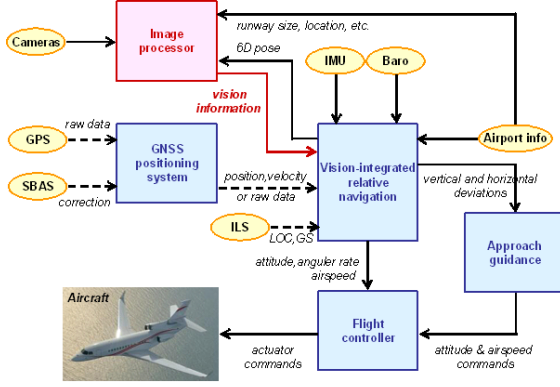 Cameras
Image
processor
runway size, location, etc.
6D pose
IMU
Baro
vision
information
GPS
raw data
GNSS
positioning
system
SBAS
correction
position,velocity
or raw data
Vision-integrated
relative
navigation
Airport info
vertical and horizontal
deviations
ILS
LOC,GS
attitude,anguler rate
airspeed
Approach
guidance
Aircraft
Flight
controller
actuator
commands
attitude & airspeed
commands